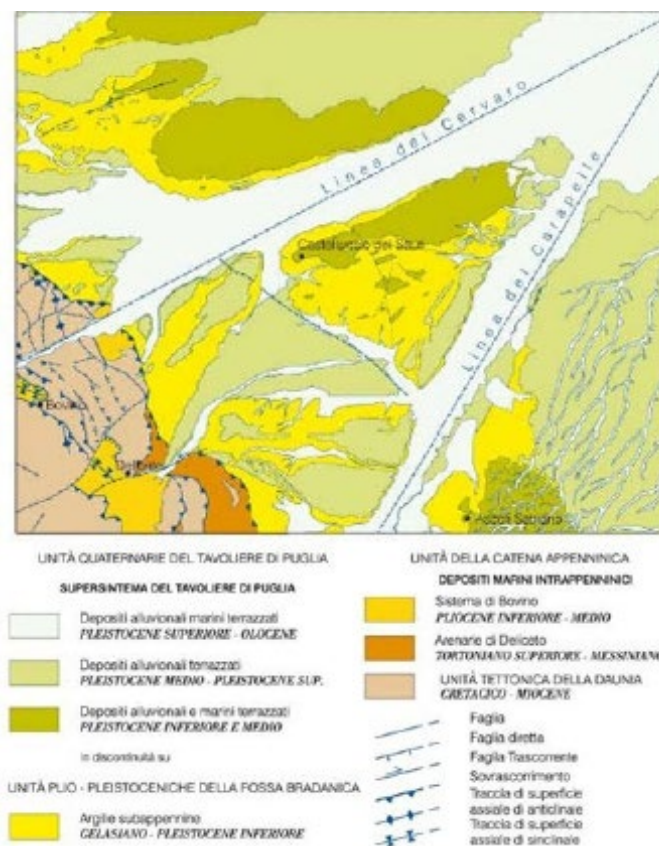 Linea del Cervaro
Castelluccio dei Sauri
Linea del Carapelle
Bovino
Deliceto
Ascoli Satriano
UNITÀ QUATERNARIE DEL TAVOLIERE DI PUGLIA
SUPERSINTEMA DEL TAVOLIERE DI PUGLIA
Depositi alluvionali marini terrazzati
PLEISTOCENE SUPERIORE - OLOCENE
Depositi alluvionali terrazzati
PLEISTOCENE MEDIO - PLEISTOCENE SUP.
Depositi alluvionali e marini terrazzati
PLEISTOCENE INFERIORE E MEDIO
In discontinuità su
UNITÀ PLIO - PLEISTOCENICHE DELLA FOSSA BRADANICA
Argille subappennine
GELASIANO - PLEISTOCENE INFERIORE
UNITÀ DELLA CATENA APPENNINICA
DEPOSITI MARINI INTRAPPENNINICI
Sistema di Bovino
PLIOCENE INFERIORE - MEDIO
Arenarie di Deliceto
TORTONIANO SUPERIORE - MESSINIANO
UNITÀ TETTONICA DELLA DAUNIA
CRETACICO - MIOCENE
Faglia
Faglia diretta
Faglia Trascorrente
Sovrascorrimento
Traccia di superficie
assiale di anticlinale
Traccia di superficie
assiale di sinclinale